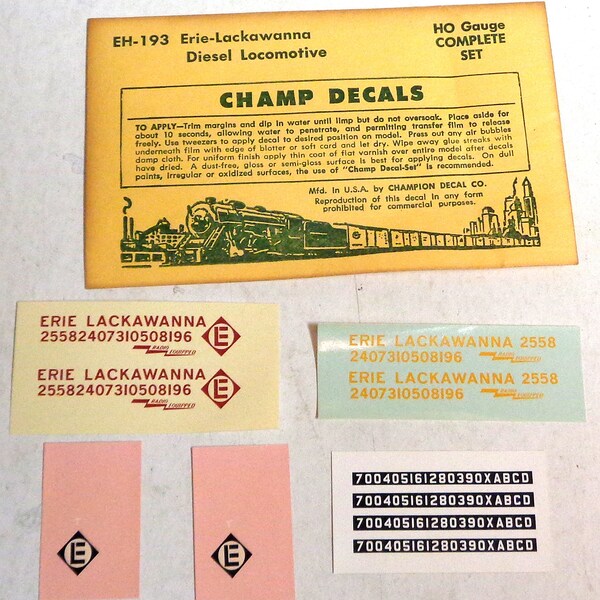 EH-193 Erie-Lackawanna
Diesel Locomotive
HO Gauge
COMPLETE
SET
CHAMP DECALS
TO APPLY—Trim margins and dip in water until limp but do not oversoak. Place aside for
about 10 seconds, allowing water to penetrate, and permitting transfer film to release
freely. Use tweezers to apply decal to desired position on model. Press out any air bubbles
underneath film with edge of blotter or soft card and let dry. Wipe away glue streaks with
damp cloth. For uniform finish apply thin coat of flat varnish over entire model after decals
have dried. A dust-free, gloss or semi-gloss surface is best for applying decals. On dull
paints, irregular or oxidized surfaces, the use of "Champ Decal-Set" is recommended.
Mfd. in U.S.A. by CHAMPION DECAL CO.
Reproduction of this decal in any form
prohibited for commercial purposes.
ERIE LACKAWANNA E
25582407310508196
RADIO
EQUIPPED
ERIE LACKAWANNA E
25582407310508196
RADIO
EQUIPPED
ERIE LACKAWANNA 2558
2407310508196
RADIO
EQUIPPED
ERIE LACKAWANNA 2558
2407310508196
RADIO
EQUIPPED
E
E
700405161280390XABCD
700405161280390XABCD
700405161280390XABCD
700405161280390XABCD